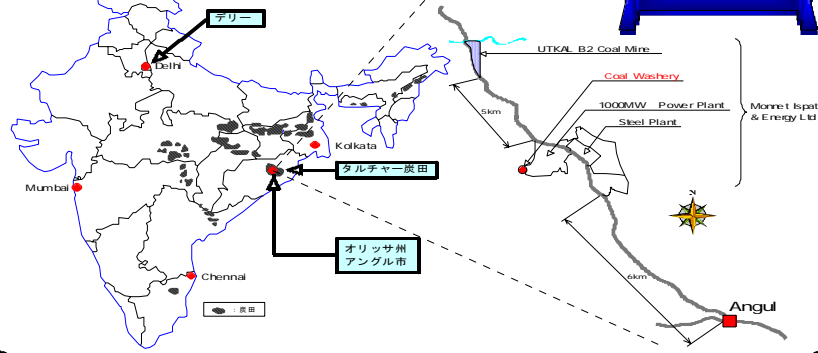 デリー
Delhi
Kolkata
タルチャー炭田
Mumbai
オリッサ州
アングル市
Chennai
:炭田
UTKAL B2 Coal Mine
Coal Washery
5km
1000MW Power Plant
Steel Plant
Monnet Ispat
& Energy Ltd
N
6km
Angul